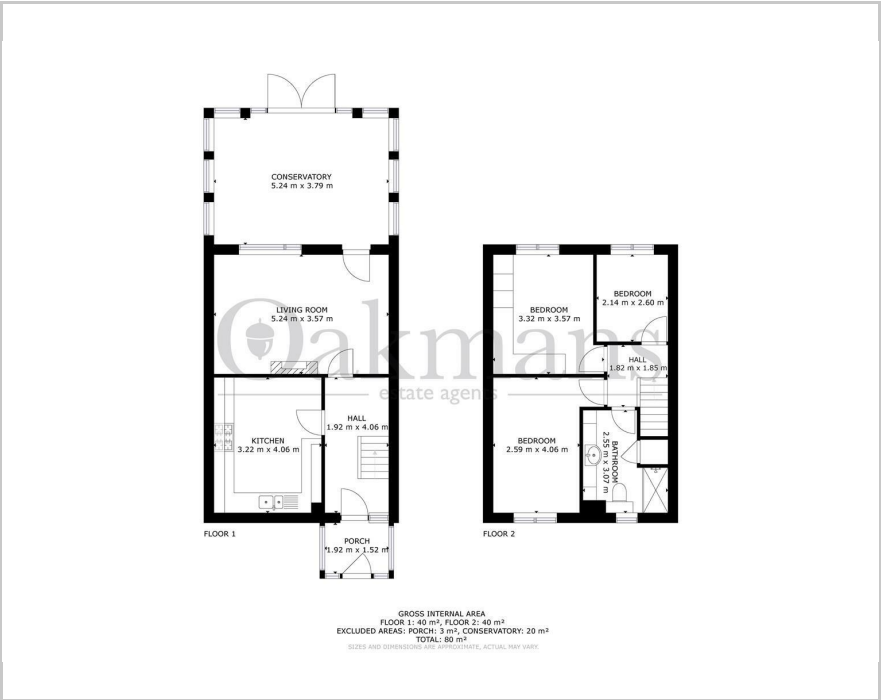 CONSERVATORY
5.24 m x 3.79 m
LIVING ROOM
5.24 m x 3.57 m
Oakmans
estate agents
KITCHEN
3.22 m x 4.06 m
HALL
1.92 m x 4.06 m
PORCH
1.92 m x 1.52 m
FLOOR 1
BEDROOM
3.32 m x 3.57 m
BEDROOM
2.14 m x 2.60 m
HALL
1.82 m x 1.85 m
BEDROOM
2.59 m x 4.06 m
BATHROOM
2.55 m x 3.07 m
FLOOR 2
GROSS INTERNAL AREA
FLOOR 1: 40 m², FLOOR 2: 40 m²
EXCLUDED AREAS: PORCH: 3 m², CONSERVATORY: 20 m²
TOTAL: 80 m²
SIZES AND DIMENSIONS ARE APPROXIMATE, ACTUAL MAY VARY.